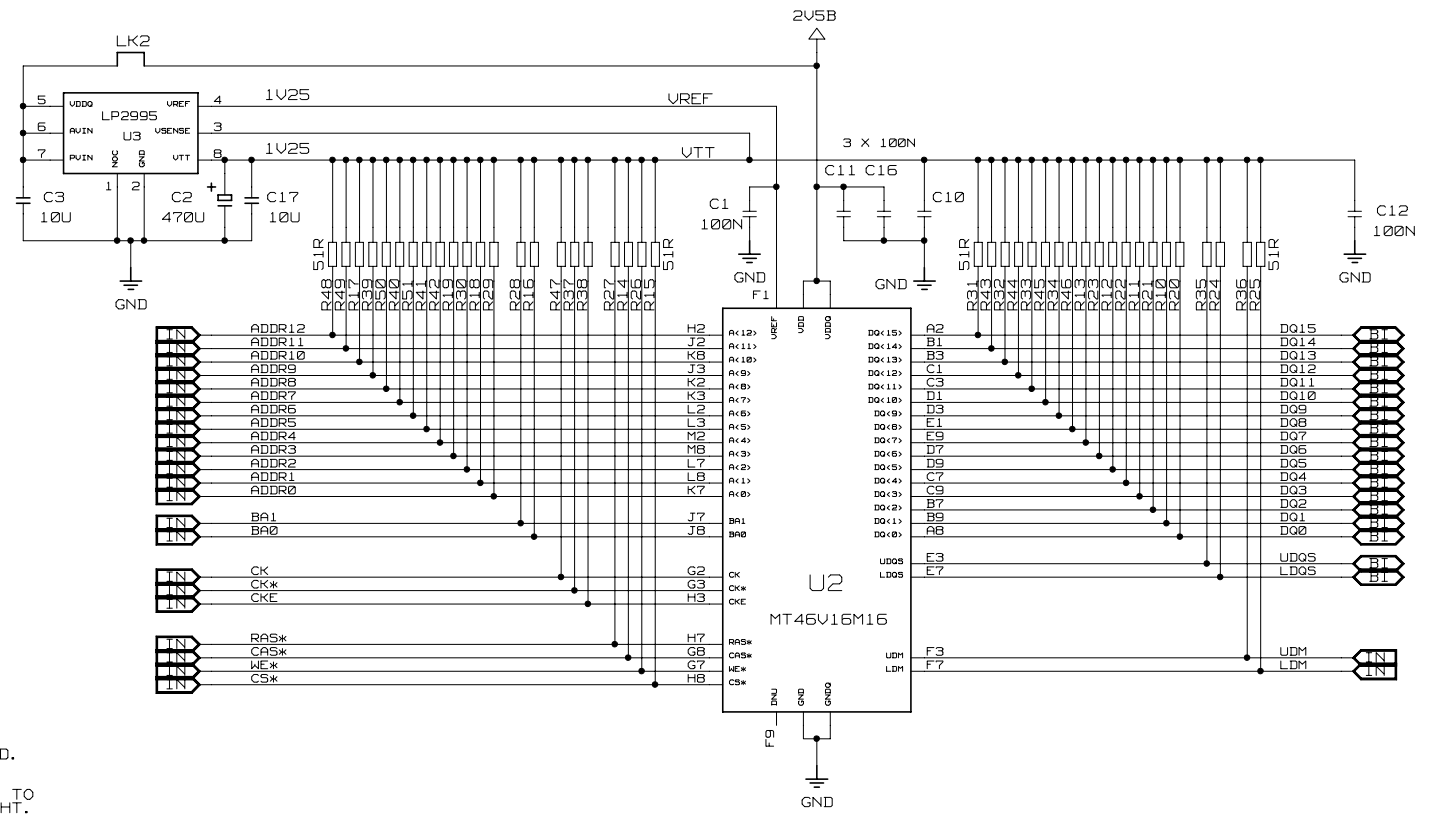 2V5B
LK2
5 VDDQ VREF 4 1V25 VREF
LP2995
6 AVIN VSENSE 3
U3
7 PVIN NOC GND VTT 8 1V25 VTT 3 X 100N
1 2
C3 10U
C2 470U
+
C17 10U
C1 100N
C11 C16
C10
C12 100N
GND
GND
GND
GND
51R
51R
51R
51R
R48 R49 R17 R39 R50 R40 R51 R41 R42 R19 R30 R18 R29 R28 R16 R47 R37 R38 R27 R14 R26 R15
R31 R43 R32 R44 R33 R45 R34 R46 R13 R23 R12 R22 R11 R21 R10 R20 R35 R24 R36 R25
F1 VREF VDD VDDQ
IN ADDR12 H2 A<12> DQ<15> A2 DQ15 BI
IN ADDR11 J2 A<11> DQ<14> B1 DQ14 BI
IN ADDR10 K8 A<10> DQ<13> B3 DQ13 BI
IN ADDR9 J3 A<9> DQ<12> C1 DQ12 BI
IN ADDR8 K2 A<8> DQ<11> C3 DQ11 BI
IN ADDR7 K3 A<7> DQ<10> D1 DQ10 BI
IN ADDR6 L2 A<6> DQ<9> D3 DQ9 BI
IN ADDR5 L3 A<5> DQ<8> E1 DQ8 BI
IN ADDR4 M2 A<4> DQ<7> E9 DQ7 BI
IN ADDR3 M8 A<3> DQ<6> D7 DQ6 BI
IN ADDR2 L7 A<2> DQ<5> D9 DQ5 BI
IN ADDR1 L8 A<1> DQ<4> C7 DQ4 BI
IN ADDR0 K7 A<0> DQ<3> C9 DQ3 BI
DQ<2> B7 DQ2 BI
IN BA1 J7 BA1 DQ<1> B9 DQ1 BI
IN BA0 J8 BA0 DQ<0> A8 DQ0 BI
UDQS E3 UDQS BI
IN CK G2 CK LDQS E7 LDQS BI
IN CK* G3 CK*
IN CKE H3 CKE
U2
MT46V16M16
IN RAS* H7 RAS*
IN CAS* G8 CAS* UDM F3 UDM IN
IN WE* G7 WE* LDM F7 LDM IN
IN CS* H8 CS*
DNU GND GNDQ
F9
GND
D.
TO
HT.